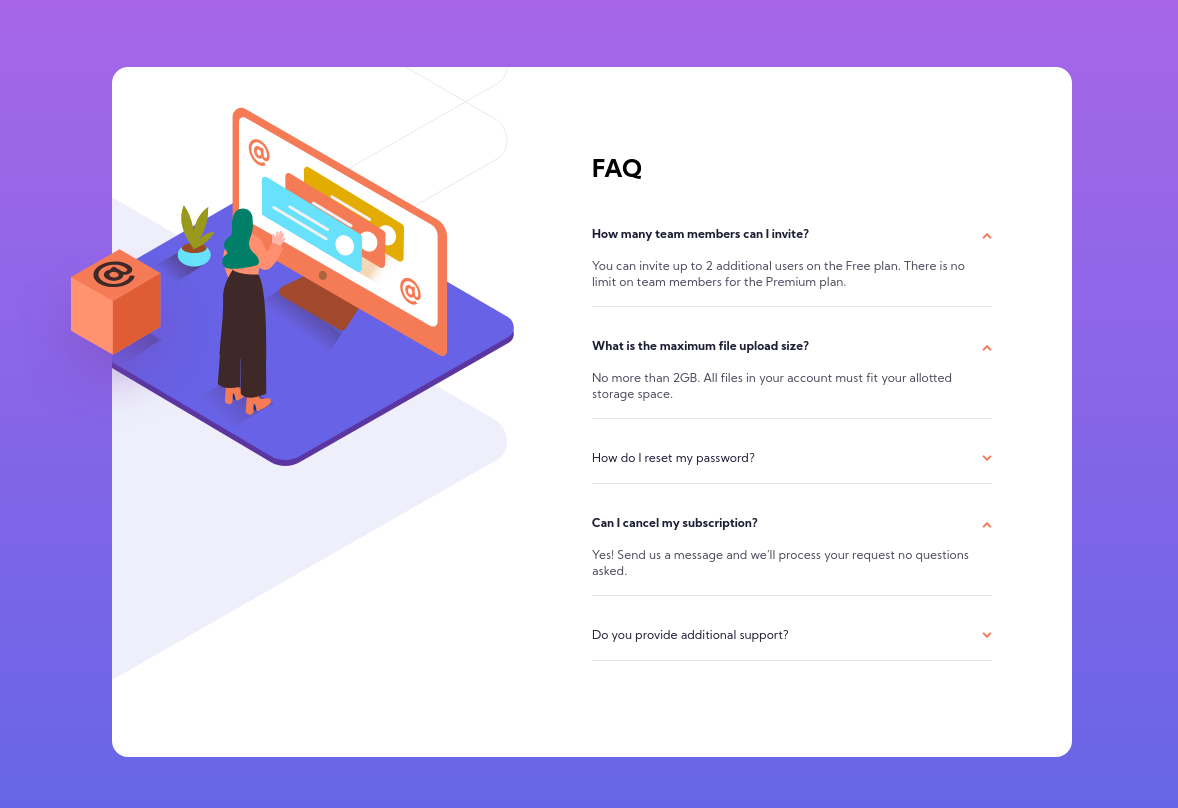 @
@
@
FAQ
How many team members can I invite?
You can invite up to 2 additional users on the Free plan. There is no
limit on team members for the Premium plan.
What is the maximum file upload size?
No more than 2GB. All files in your account must fit your allotted
storage space.
How do I reset my password?
Can I cancel my subscription?
Yes! Send us a message and we’ll process your request no questions
asked.
Do you provide additional support?